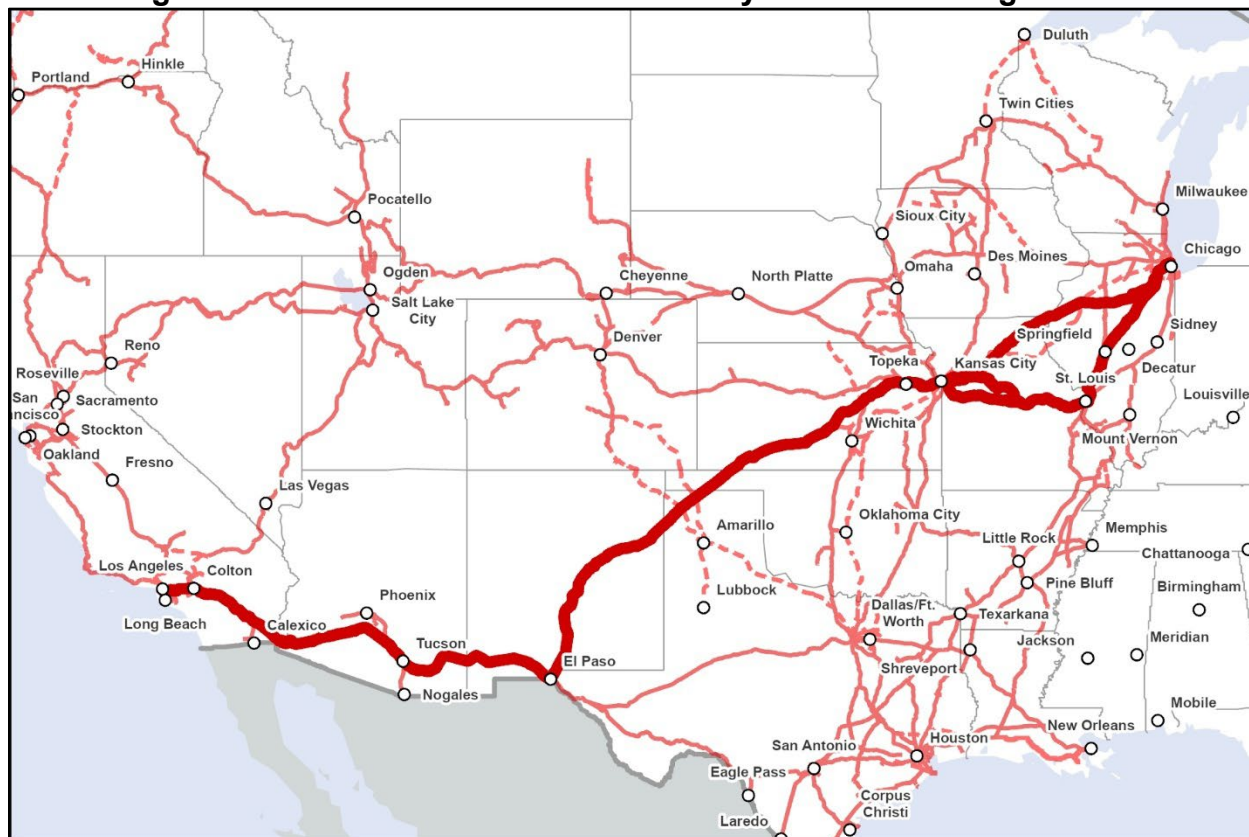 Duluth
Hinkle
Portland
Twin Cities
Milwaukee
Pocatello
Sioux City
Chicago
Ogden
Cheyenne
North Platte
Omaha
Des Moines
Salt Lake
City
Springfield
Sidney
Reno
Denver
Topeka
Kansas City
Decatur
Roseville
St. Louis
Louisville
San
ncisco
Sacramento
Stockton
Wichita
Mount Vernon
Oakland
Fresno
Las Vegas
Oklahoma City
Amarillo
Little Rock
Memphis
Chattanooga
Los Angeles
Colton
Pine Bluff
Birmingham
Lubbock
Phoenix
Dallas/Ft.
Worth
Texarkana
Long Beach
Calexico
Jackson
Meridian
Tucson
El Paso
Shreveport
Nogales
Mobile
New Orleans
San Antonio
Houston
Eagle Pass
Corpus
Christi
Laredo